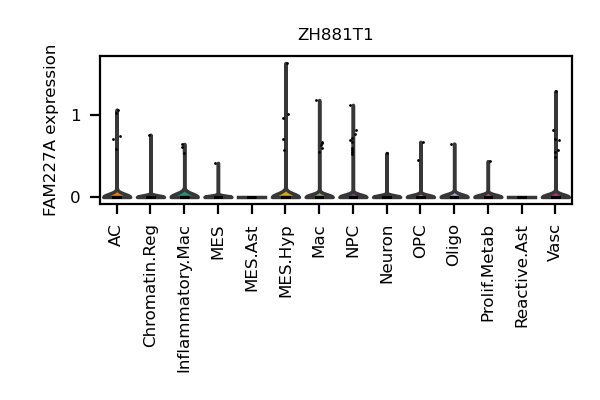 ZH881T1
FAM227A expression
1
0
AC
Chromatin.Reg
Inflammatory.Mac
MES
MES.Ast
MES.Hyp
Mac
NPC
Neuron
OPC
Oligo
Prolif.Metab
Reactive.Ast
Vasc